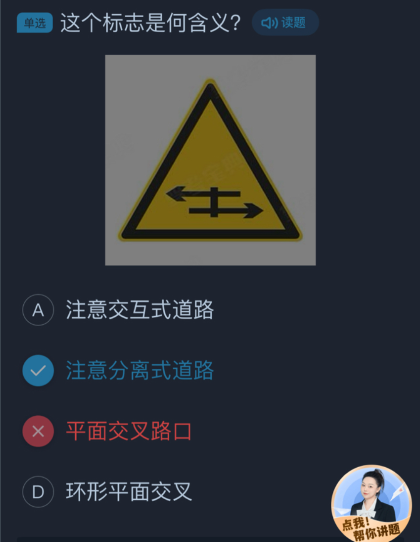 单选 这个标志是何含义? 读题
A 注意交互式道路
注意分离式道路
平面交叉路口
D 环形平面交叉
点我!
帮你讲题